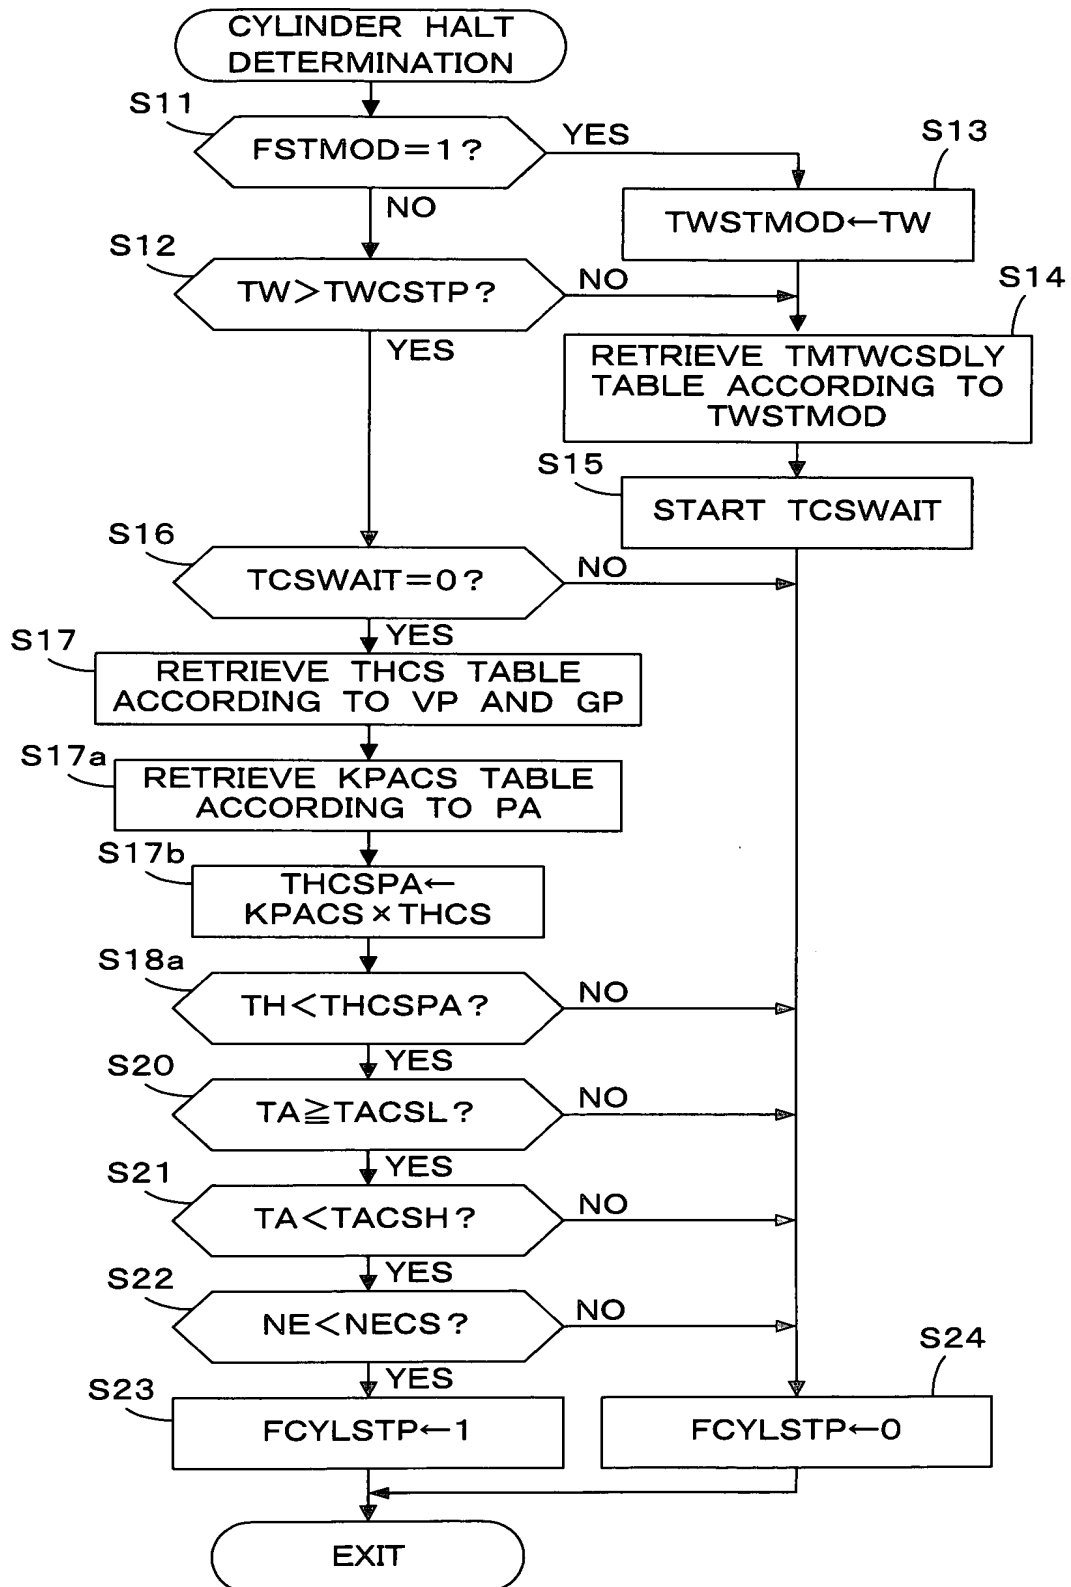 CYLINDER HALT
DETERMINATION
S11
FSTMOD=1?
YES
NO
S13
TWSTMOD←TW
S12
TW>TWCSTP?
NO
YES
S14
RETRIEVE TMTWCSDLY
TABLE ACCORDING TO
TWSTMOD
S15
START TCSWAIT
S16
TCSWAIT=0?
NO
YES
S17
RETRIEVE THCS TABLE
ACCORDING TO VP AND GP
S17a
RETRIEVE KPACS TABLE
ACCORDING TO PA
S17b
THCSPA←
KPACS×THCS
S18a
TH<THCSPA?
NO
YES
S20
TA≧TACSL?
NO
YES
S21
TA<TACSH?
NO
YES
S22
NE<NECS?
NO
YES
S23
FCYLSTP←1
S24
FCYLSTP←0
EXIT